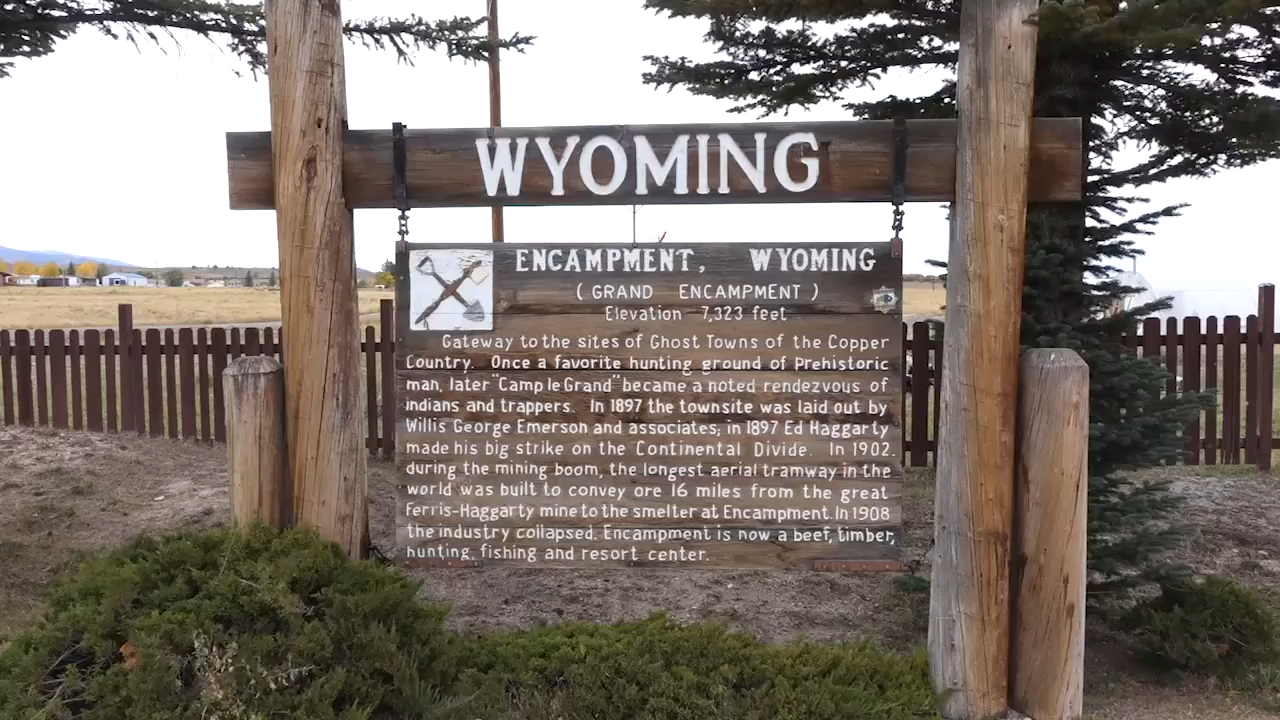 WYOMING
ENCAMPMENT, WYOMING
( GRAND ENCAMPMENT )
Elevation 7,323 feet
Gateway to the sites of Ghost Towns of the Copper
Country. Once a favorite hunting ground of Prehistoric
man, later "Camp le Grand" became a noted rendezvous of
indians and trappers. In 1897 the townsite was laid out by
Willis George Emerson and associates; in 1897 Ed Haggarty
made his big strike on the Continental Divide. In 1902.
during the mining boom, the longest aerial tramway in the
world was built to convey ore 16 miles from the great
Ferris-Haggarty mine to the smelter at Encampment. In 1908
the industry collapsed. Encampment is now a beef, timber,
hunting, fishing and resort center.